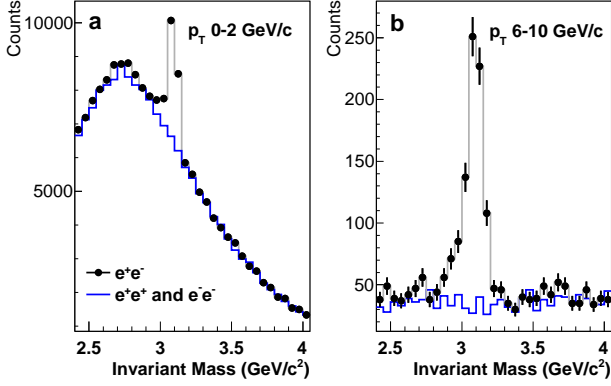 Counts
10000
5000
a
p_T 0-2 GeV/c
e⁺e⁻
e⁺e⁺ and e⁻e⁻
2.5 3 3.5 4
Invariant Mass (GeV/c²)
Counts
250
200
150
100
50
b
p_T 6-10 GeV/c
2.5 3 3.5 4
Invariant Mass (GeV/c²)